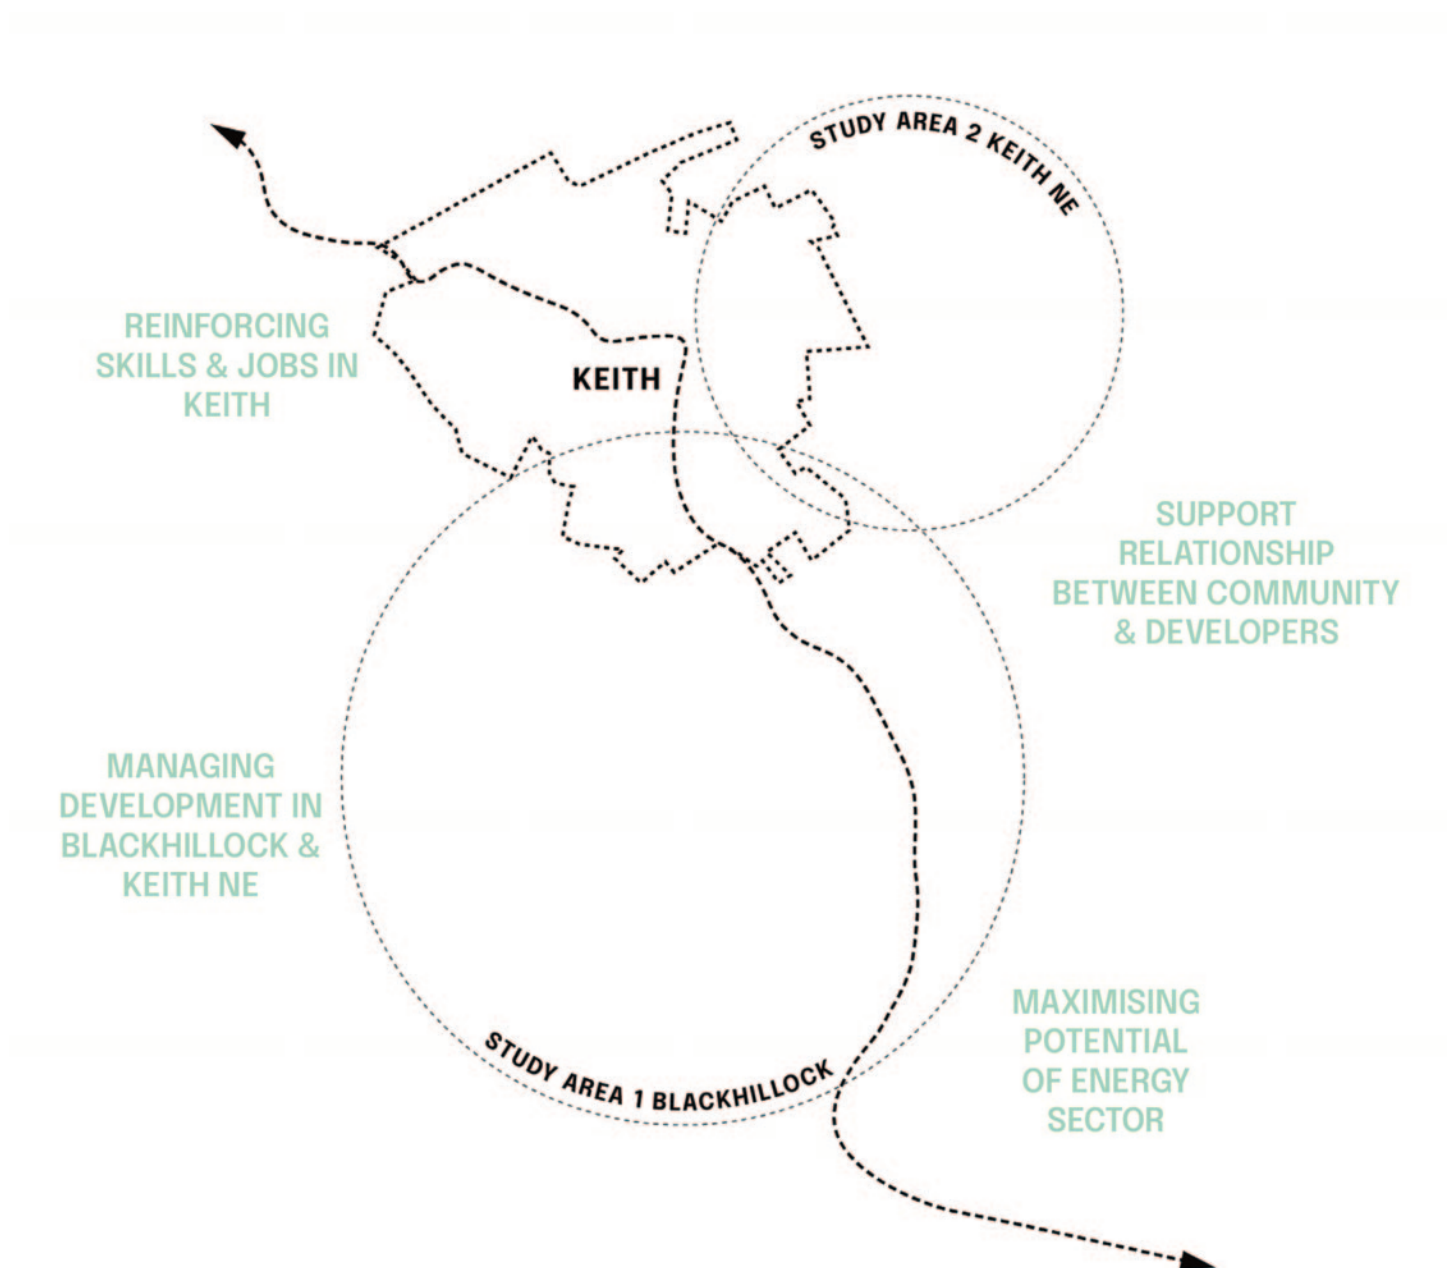 STUDY AREA 2 KEITH NE
REINFORCING
SKILLS & JOBS IN
KEITH
KEITH
SUPPORT
RELATIONSHIP
BETWEEN COMMUNITY
& DEVELOPERS
MANAGING
DEVELOPMENT IN
BLACKHILLOCK &
KEITH NE
MAXIMISING
POTENTIAL
OF ENERGY
SECTOR
STUDY AREA 1 BLACKHILLOCK